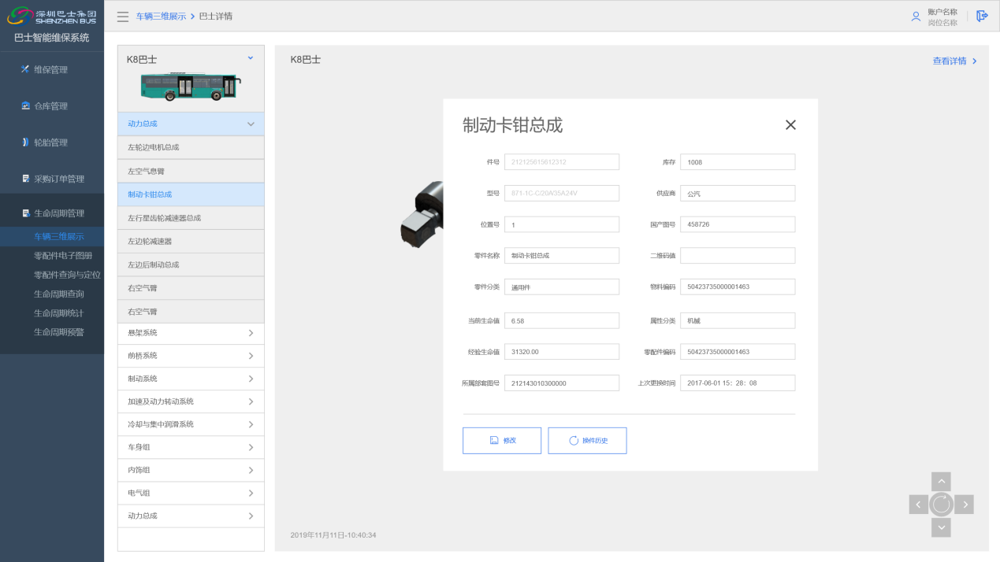 深圳巴士集团
SHENZHEN BUS
巴士智能维保系统
维保管理
仓库管理
轮胎管理
采购订单管理
生命周期管理
车辆三维展示
零配件电子图册
零配件查询与定位
生命周期查询
生命周期统计
生命周期预警
车辆三维展示 > 巴士详情
账户名称
岗位名称
K8巴士
动力总成
左轮边电机总成
左空气息臂
制动卡钳总成
左行星齿轮减速器总成
左边轮减速器
左边后制动总成
右空气臂
右空气臂
悬架系统
前桥系统
制动系统
加速及动力转动系统
冷却与集中润滑系统
车身组
内饰组
电气组
动力总成
K8巴士
查看详情
制动卡钳总成
件号 212125615612312
库存 1008
型号 871-1C-C/20A/35A24V
供应商 公汽
位置号 1
国产图号 458726
零件名称 制动卡钳总成
二维码值
零件分类 通用件
物料编码 50423735000001463
当前生命值 6.58
属性分类 机械
经验生命值 31320.00
零配件编码 50423735000001463
所属部套图号 212143010300000
上次更换时间 2017-06-01 15：28：08
修改
换件历史
2019年11月11日-10:40:34